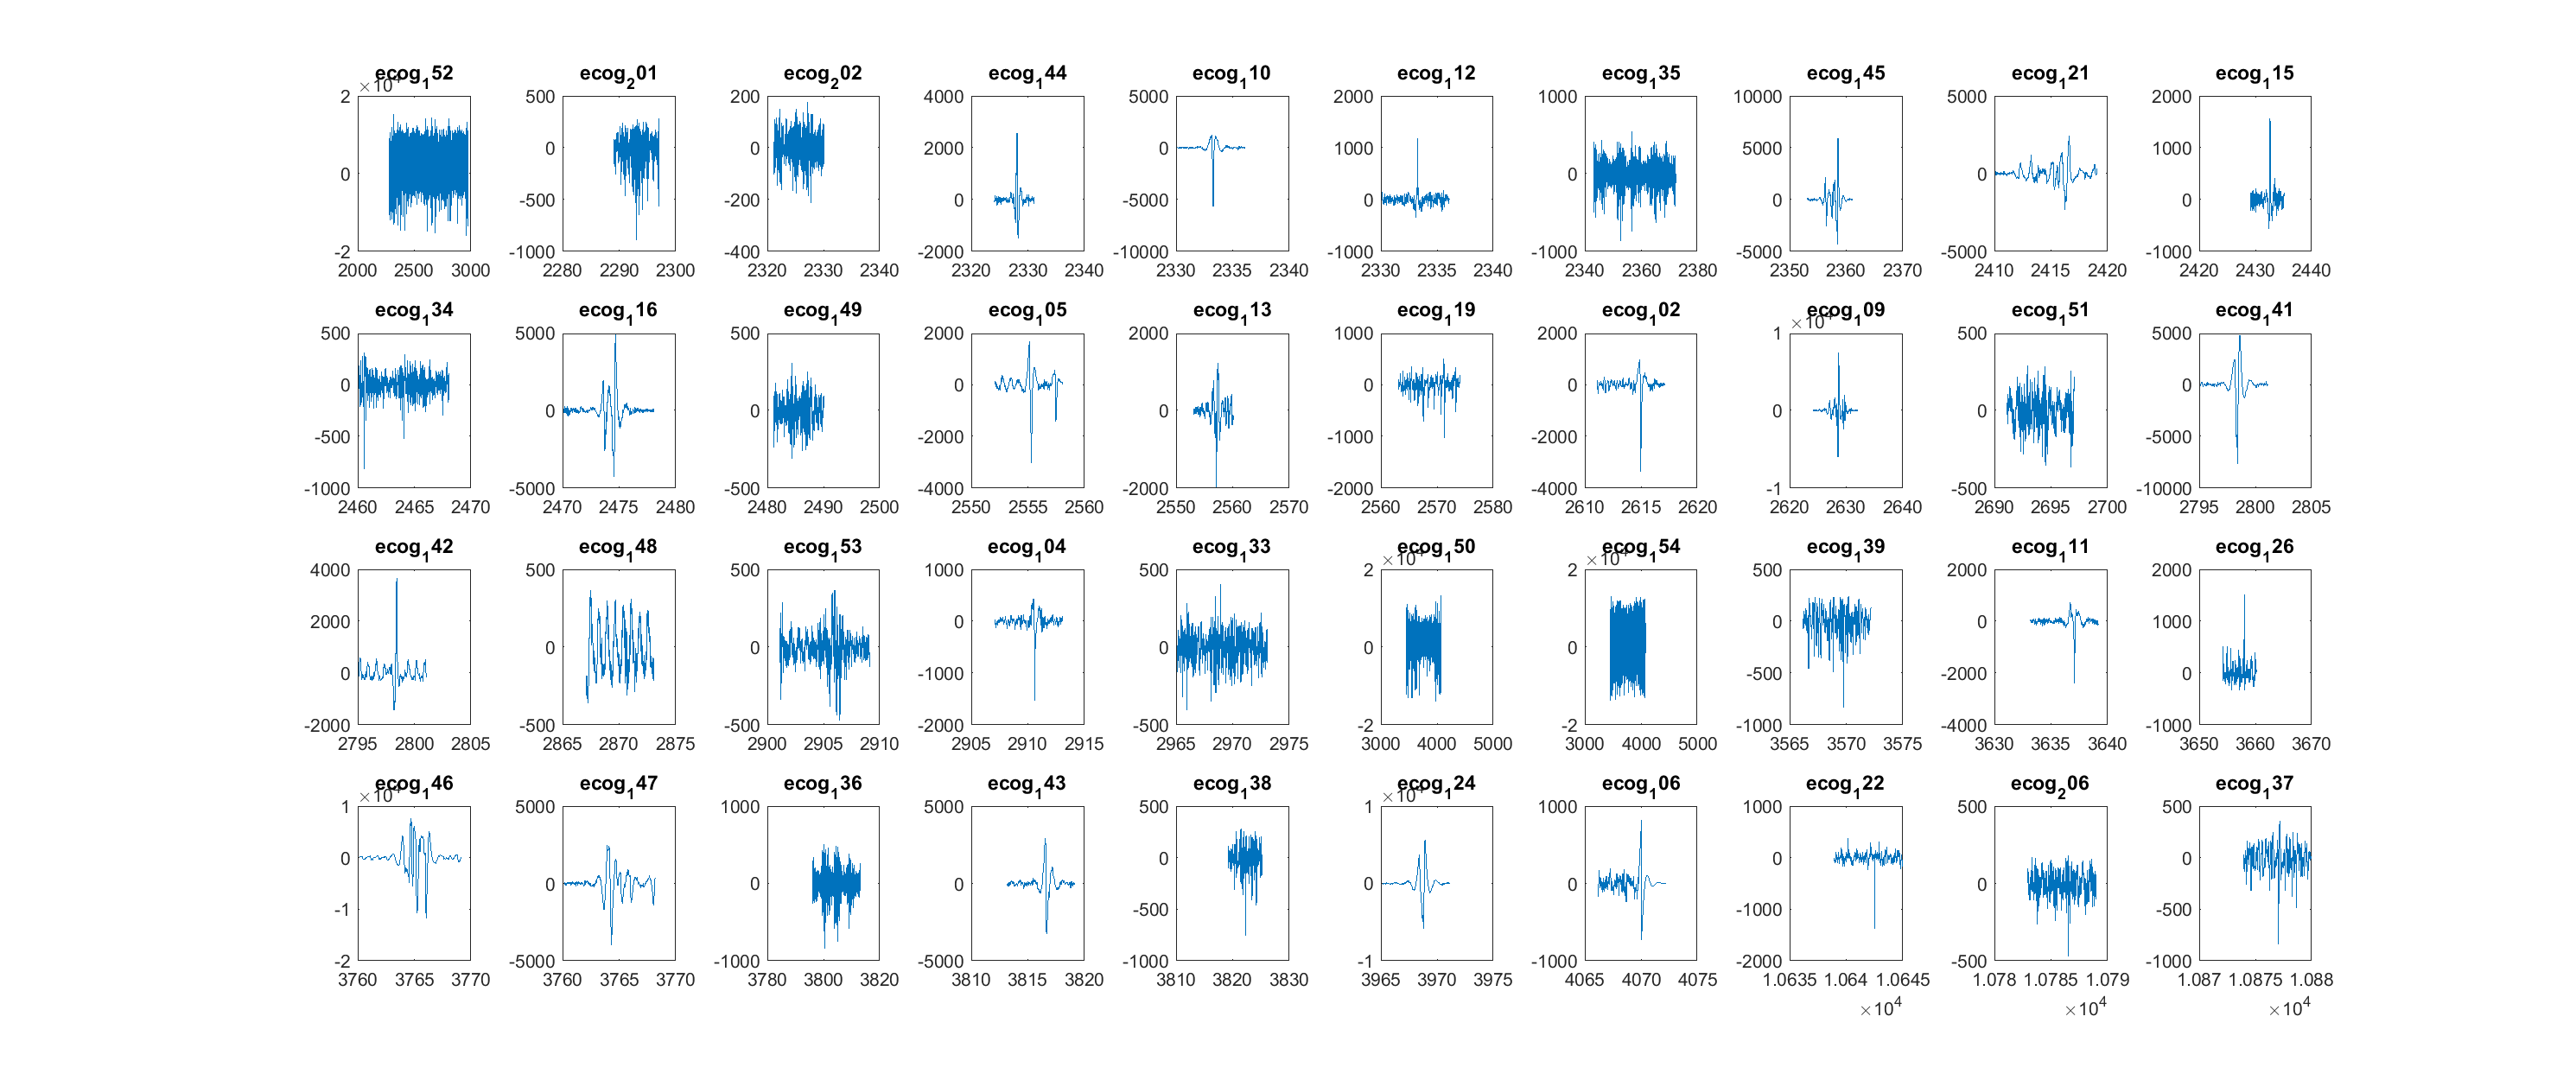 ecog₁52 ecog₂01 ecog₂02 ecog₁44 ecog₁10 ecog₁12 ecog₁35 ecog₁45 ecog₁21 ecog₁15
2 500 200 4000 5000 2000 1000 10000 5000 2000
0 0 0 2000 0 1000 0 5000 0 1000
-500 -200 0 -5000 0 0 0
-2 -1000 -400 -2000 -10000 -1000 -1000 -5000 -5000 -1000
2000 2500 3000 2280 2290 2300 2320 2330 2340 2320 2330 2340 2330 2335 2340 2330 2335 2340 2340 2360 2380 2350 2360 2370 2410 2415 2420 2420 2430 2440
ecog₁34 ecog₁16 ecog₁49 ecog₁05 ecog₁13 ecog₁19 ecog₁02 ecog₁09 ecog₁51 ecog₁41
500 5000 500 2000 2000 1000 2000 1 500 5000
0 0 0 0 0 0 0 0 0 0
-500 -2000 -1000 -2000 -5000
-1000 -5000 -500 -4000 -2000 -2000 -4000 -1 -500 -10000
2460 2465 2470 2470 2475 2480 2480 2490 2500 2550 2555 2560 2550 2560 2570 2560 2570 2580 2610 2615 2620 2620 2630 2640 2690 2695 2700 2795 2800 2805
ecog₁42 ecog₁48 ecog₁53 ecog₁04 ecog₁33 ecog₁50 ecog₁54 ecog₁39 ecog₁11 ecog₁26
4000 500 500 1000 500 2 2 500 2000 2000
2000 0 0 0 0 0 0 0 0 1000
0 -1000 -500 -2000 0
-2000 -500 -500 -2000 -500 -2 -2 -1000 -4000 -1000
2795 2800 2805 2865 2870 2875 2900 2905 2910 2905 2910 2915 2965 2970 2975 3000 4000 5000 3000 4000 5000 3565 3570 3575 3630 3635 3640 3650 3660 3670
ecog₁46 ecog₁47 ecog₁36 ecog₁43 ecog₁38 ecog₁24 ecog₁06 ecog₁22 ecog₂06 ecog₁37
1 5000 1000 5000 500 1 1000 1000 500 500
0 0 0 0 0 0 0 0 0 0
-1 -500 -1000 -500
-2 -5000 -1000 -5000 -1000 -1 -1000 -2000 -500 -1000
3760 3765 3770 3760 3765 3770 3780 3800 3820 3810 3815 3820 3810 3820 3830 3965 3970 3975 4065 4070 4075 1.0635 1.064 1.0645 1.078 1.0785 1.079 1.087 1.0875 1.088
×10⁴ ×10⁴ ×10⁴